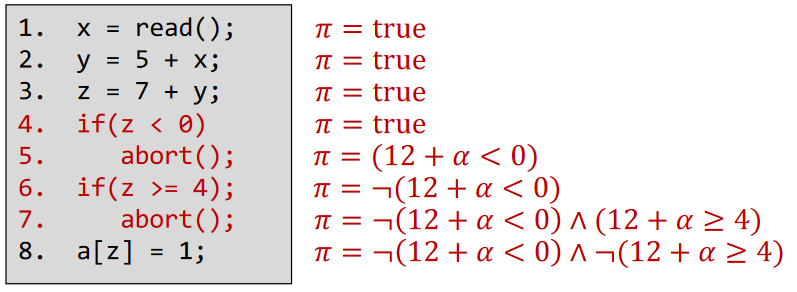 1. x = read(); π = true
2. y = 5 + x; π = true
3. z = 7 + y; π = true
4. if(z < 0) π = true
5. abort(); π = (12 + α < 0)
6. if(z >= 4); π = ¬(12 + α < 0)
7. abort(); π = ¬(12 + α < 0) ∧ (12 + α ≥ 4)
8. a[z] = 1; π = ¬(12 + α < 0) ∧ ¬(12 + α ≥ 4)